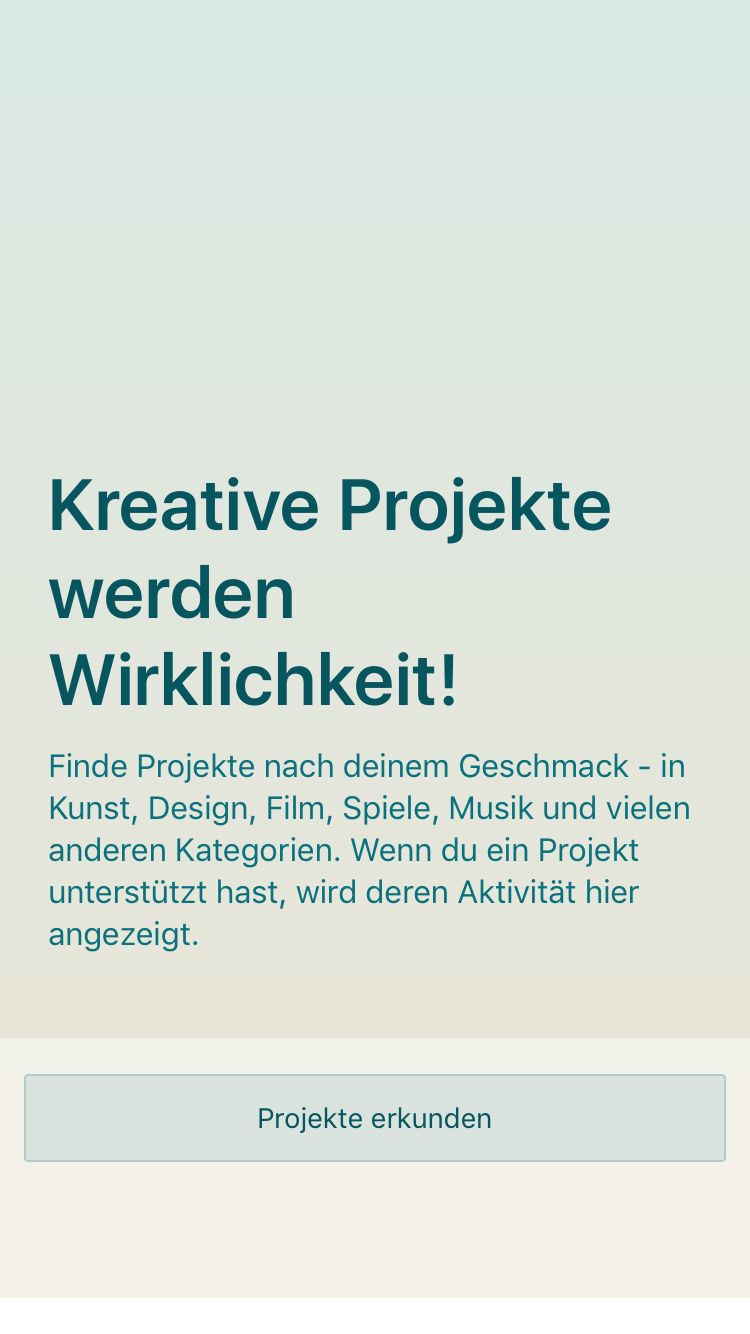 Kreative Projekte
werden
Wirklichkeit!
Finde Projekte nach deinem Geschmack - in
Kunst, Design, Film, Spiele, Musik und vielen
anderen Kategorien. Wenn du ein Projekt
unterstützt hast, wird deren Aktivität hier
angezeigt.
Projekte erkunden